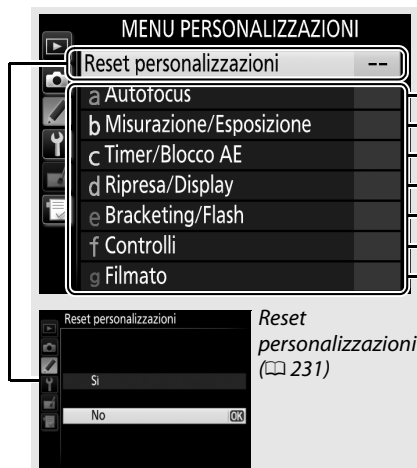 MENU PERSONALIZZAZIONI
Reset personalizzazioni --
a Autofocus
b Misurazione/Esposizione
c Timer/Blocco AE
d Ripresa/Display
e Bracketing/Flash
f Controlli
g Filmato
Reset personalizzazioni
Sì
No OK
Reset
personalizzazioni
(📖 231)